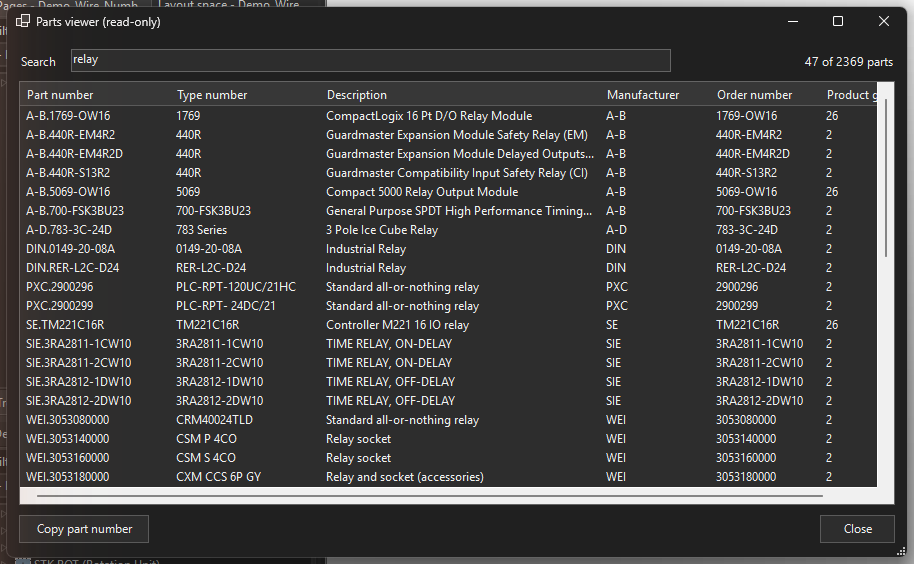 Pages - Demo_Wire_Numb
Layout space - Demo_Wire_
Parts viewer (read-only)
Search relay 47 of 2369 parts
Part number Type number Description Manufacturer Order number Product g
A-B.1769-OW16 1769 CompactLogix 16 Pt D/O Relay Module A-B 1769-OW16 26
A-B.440R-EM4R2 440R Guardmaster Expansion Module Safety Relay (EM) A-B 440R-EM4R2 2
A-B.440R-EM4R2D 440R Guardmaster Expansion Module Delayed Outputs... A-B 440R-EM4R2D 2
A-B.440R-S13R2 440R Guardmaster Compatibility Input Safety Relay (CI) A-B 440R-S13R2 2
A-B.5069-OW16 5069 Compact 5000 Relay Output Module A-B 5069-OW16 26
A-B.700-FSK3BU23 700-FSK3BU23 General Purpose SPDT High Performance Timing... A-B 700-FSK3BU23 2
A-D.783-3C-24D 783 Series 3 Pole Ice Cube Relay A-D 783-3C-24D 2
DIN.0149-20-08A 0149-20-08A Industrial Relay DIN 0149-20-08A 2
DIN.RER-L2C-D24 RER-L2C-D24 Industrial Relay DIN RER-L2C-D24 2
PXC.2900296 PLC-RPT-120UC/21HC Standard all-or-nothing relay PXC 2900296 2
PXC.2900299 PLC-RPT- 24DC/21 Standard all-or-nothing relay PXC 2900299 2
SE.TM221C16R TM221C16R Controller M221 16 IO relay SE TM221C16R 26
SIE.3RA2811-1CW10 3RA2811-1CW10 TIME RELAY, ON-DELAY SIE 3RA2811-1CW10 2
SIE.3RA2811-2CW10 3RA2811-2CW10 TIME RELAY, ON-DELAY SIE 3RA2811-2CW10 2
SIE.3RA2812-1DW10 3RA2812-1DW10 TIME RELAY, OFF-DELAY SIE 3RA2812-1DW10 2
SIE.3RA2812-2DW10 3RA2812-2DW10 TIME RELAY, OFF-DELAY SIE 3RA2812-2DW10 2
WEI.3053080000 CRM40024TLD Standard all-or-nothing relay WEI 3053080000 2
WEI.3053140000 CSM P 4CO Relay socket WEI 3053140000 2
WEI.3053160000 CSM S 4CO Relay socket WEI 3053160000 2
WEI.3053180000 CXM CCS 6P GY Relay and socket (accessories) WEI 3053180000 2
Copy part number Close